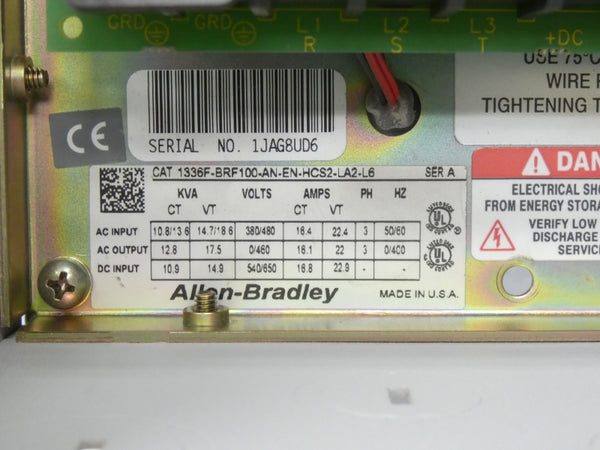 GRD GRD L1 L2 L3
R S T +DC
USE 75°C
WIRE
TIGHTENING
CE
SERIAL NO. 1JAG8UD6
CAT 1336F-BRF100-AN-EN-HCS2-LA2-L6 SER A
KVA VOLTS AMPS PH HZ
CT VT CT VT
AC INPUT 10.8/13.6 14.7/18.6 380/480 16.4 22.4 3 50/60
AC OUTPUT 12.8 17.5 0/460 16.1 22 3 0/400
DC INPUT 10.9 14.9 540/650 16.8 22.9 - -
UL
UL
Allen-Bradley
MADE IN U.S.A.
DAN
ELECTRICAL SHO
FROM ENERGY STORA
VERIFY LOW
DISCHARGE
SERVIC